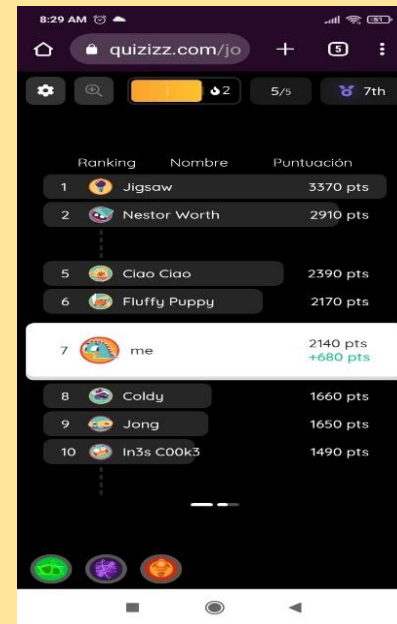 8:29 AM 51
quizizz.com/jo + 5
2 5/5 7th
Ranking Nombre Puntuación
1 Jigsaw 3370 pts
2 Nestor Worth 2910 pts
5 Ciao Ciao 2390 pts
6 Fluffy Puppy 2170 pts
7 me 2140 pts
+680 pts
8 Coldy 1660 pts
9 Jong 1650 pts
10 In3s C00k3 1490 pts